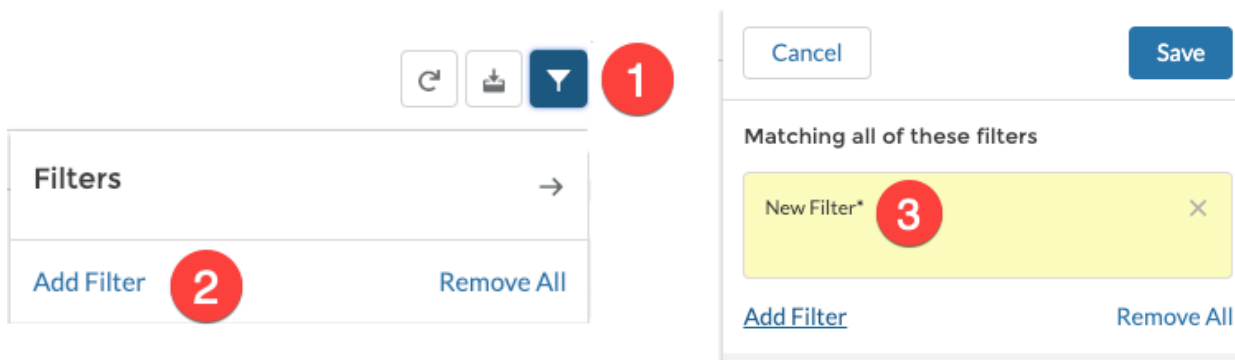 1
Filters
Add Filter 2 Remove All
Cancel Save
Matching all of these filters
New Filter* 3
Add Filter Remove All